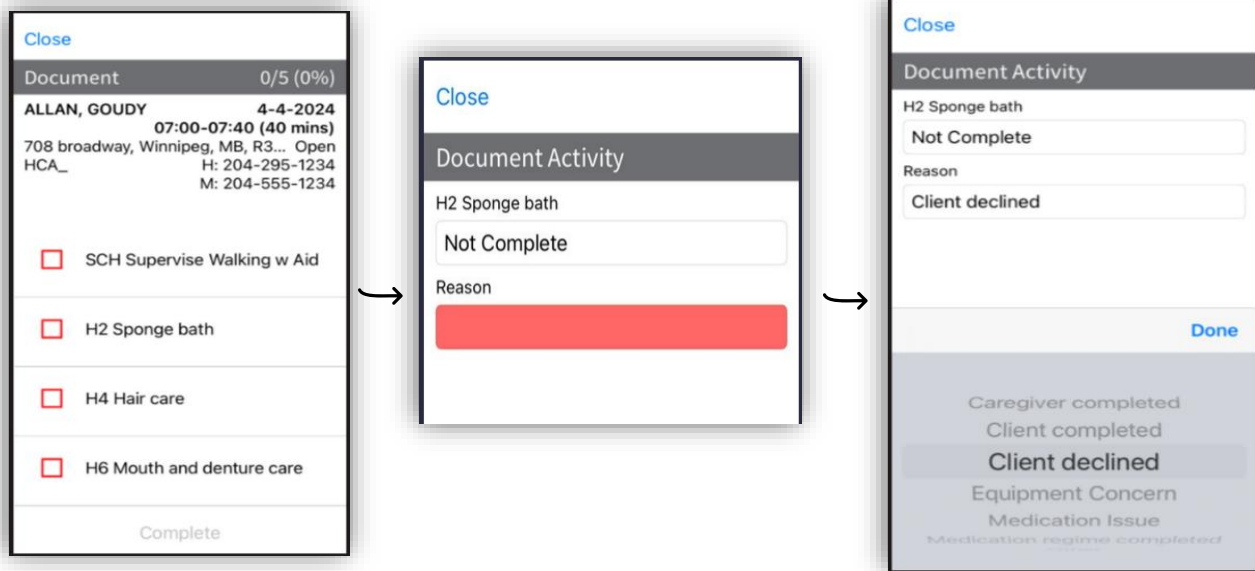 Close
Document 0/5 (0%)
ALLAN, GOUDY 4-4-2024
07:00-07:40 (40 mins)
708 broadway, Winnipeg, MB, R3... Open
HCA_ H: 204-295-1234
M: 204-555-1234
SCH Supervise Walking w Aid
H2 Sponge bath
H4 Hair care
H6 Mouth and denture care
Complete
Close
Document Activity
H2 Sponge bath
Not Complete
Reason
Close
Document Activity
H2 Sponge bath
Not Complete
Reason
Client declined
Done
Caregiver completed
Client completed
Client declined
Equipment Concern
Medication Issue
Medication regime completed